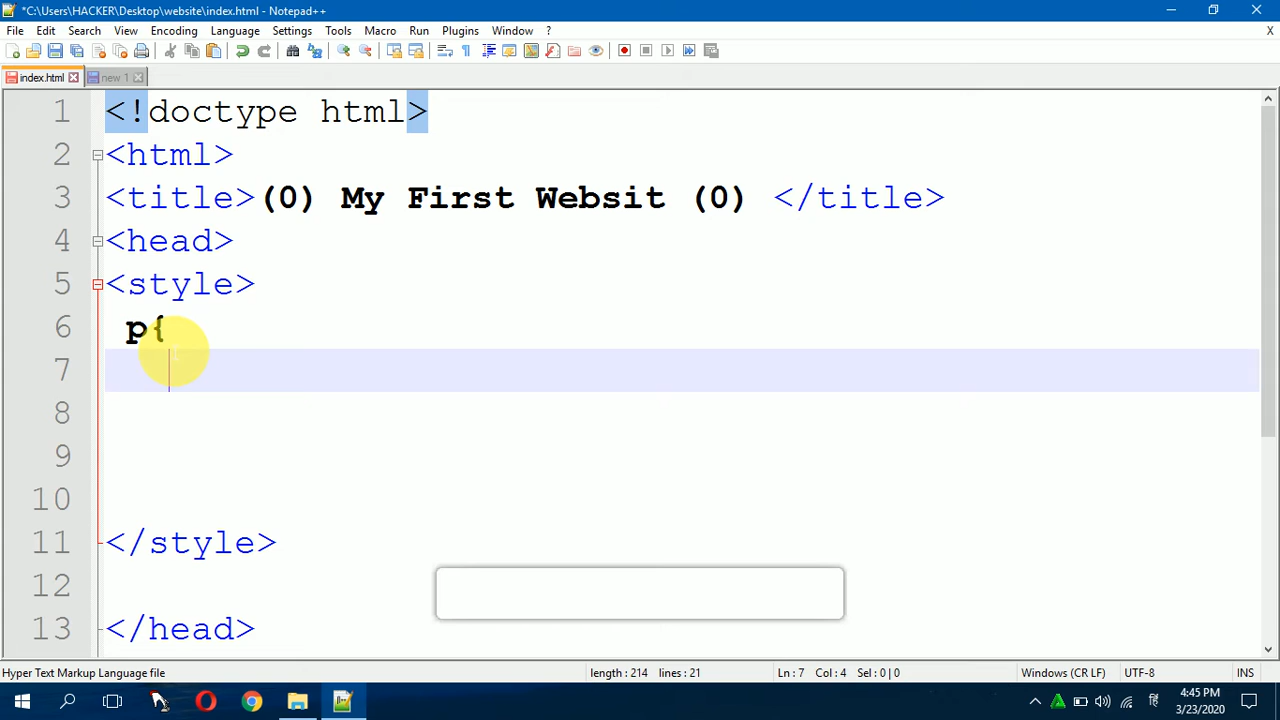 *C:\Users\HACKER\Desktop\website\index.html - Notepad++
File Edit Search View Encoding Language Settings Tools Macro Run Plugins Window ? X
index.html new 1
1 <!doctype html>
2 <html>
3 <title>(0) My First Websit (0) </title>
4 <head>
5 <style>
6 p{
7
8
9
10
11 </style>
12
13 </head>
Hyper Text Markup Language file length : 214 lines : 21 Ln : 7 Col : 4 Sel : 0 | 0 Windows (CR LF) UTF-8 INS
हि 4:45 PM
3/23/2020